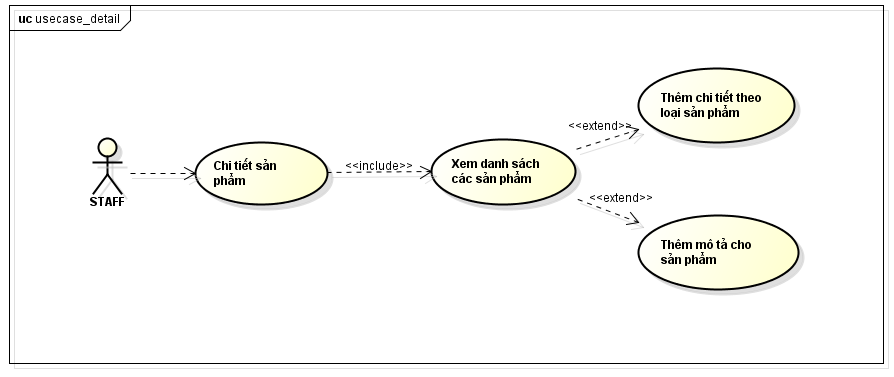 uc usecase_detail
STAFF
Chi tiết sản
phẩm
<<include>>
Xem danh sách
các sản phẩm
<<extend>>
Thêm chi tiết theo
loại sản phẩm
<<extend>>
Thêm mô tả cho
sản phẩm